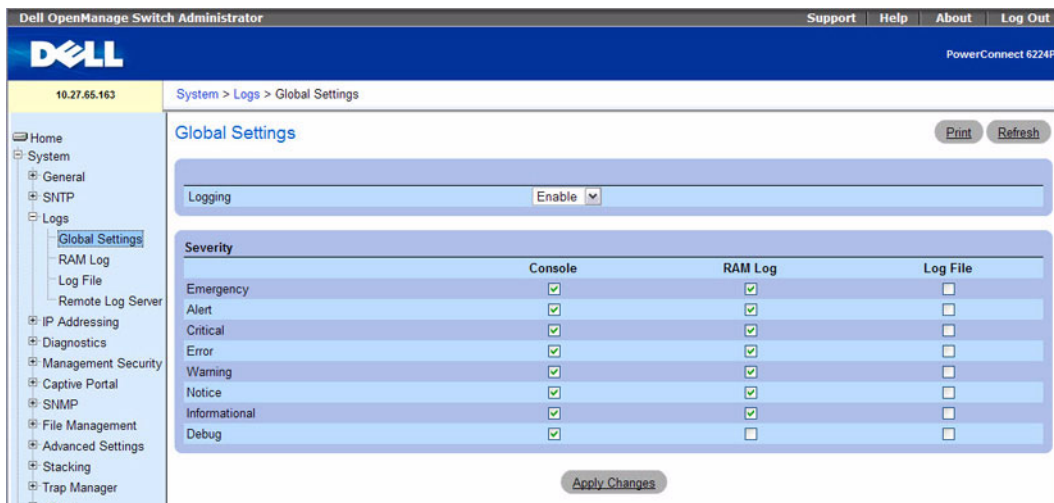 Dell OpenManage Switch Administrator
Support Help About Log Out
DELL
PowerConnect 6224P
10.27.65.163
System > Logs > Global Settings
Home
System
General
SNTP
Logs
Global Settings
RAM Log
Log File
Remote Log Server
IP Addressing
Diagnostics
Management Security
Captive Portal
SNMP
File Management
Advanced Settings
Stacking
Trap Manager
Global Settings
Print Refresh
Logging Enable
Severity
Console RAM Log Log File
Emergency
Alert
Critical
Error
Warning
Notice
Informational
Debug
Apply Changes